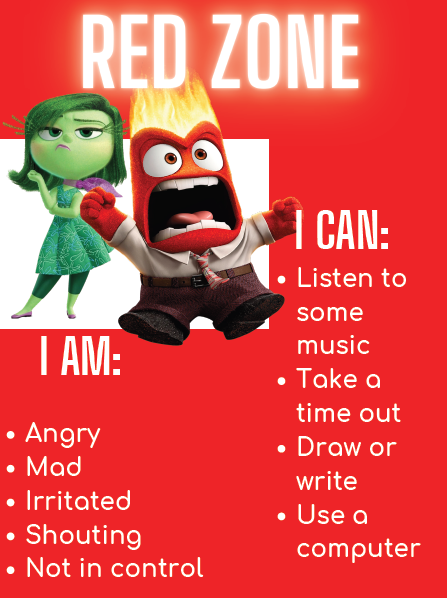 RED ZONE
I AM:
• Angry
• Mad
• Irritated
• Shouting
• Not in control
I CAN:
• Listen to
some
music
• Take a
time out
• Draw or
write
• Use a
computer